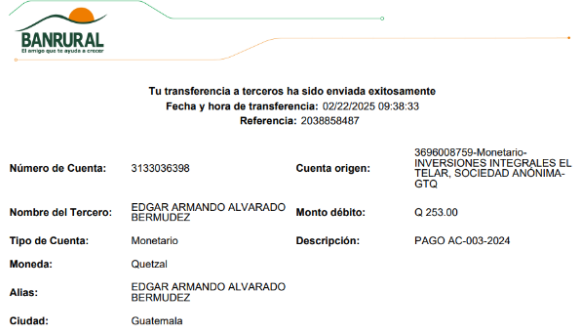 BANRURAL
El amigo que te ayuda a crecer
Tu transferencia a terceros ha sido enviada exitosamente
Fecha y hora de transferencia: 02/22/2025 09:38:33
Referencia: 2038858487
Número de Cuenta: 3133036398
Cuenta origen: 3696008759-Monetario-
INVERSIONES INTEGRALES EL
TELAR, SOCIEDAD ANÓNIMA-
GTQ
Nombre del Tercero: EDGAR ARMANDO ALVARADO
BERMUDEZ
Monto débito: Q 253.00
Tipo de Cuenta: Monetario
Descripción: PAGO AC-003-2024
Moneda: Quetzal
Alias: EDGAR ARMANDO ALVARADO
BERMUDEZ
Ciudad: Guatemala